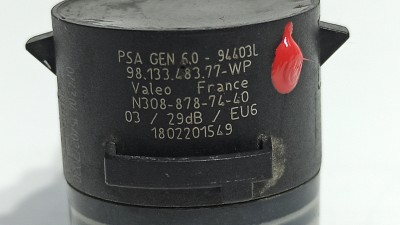 PSA GEN 6.0 - 94403L
98.133.483.77-WP
Valeo France
N308-878-74-40
03 / 29dB / EU6
1802201549